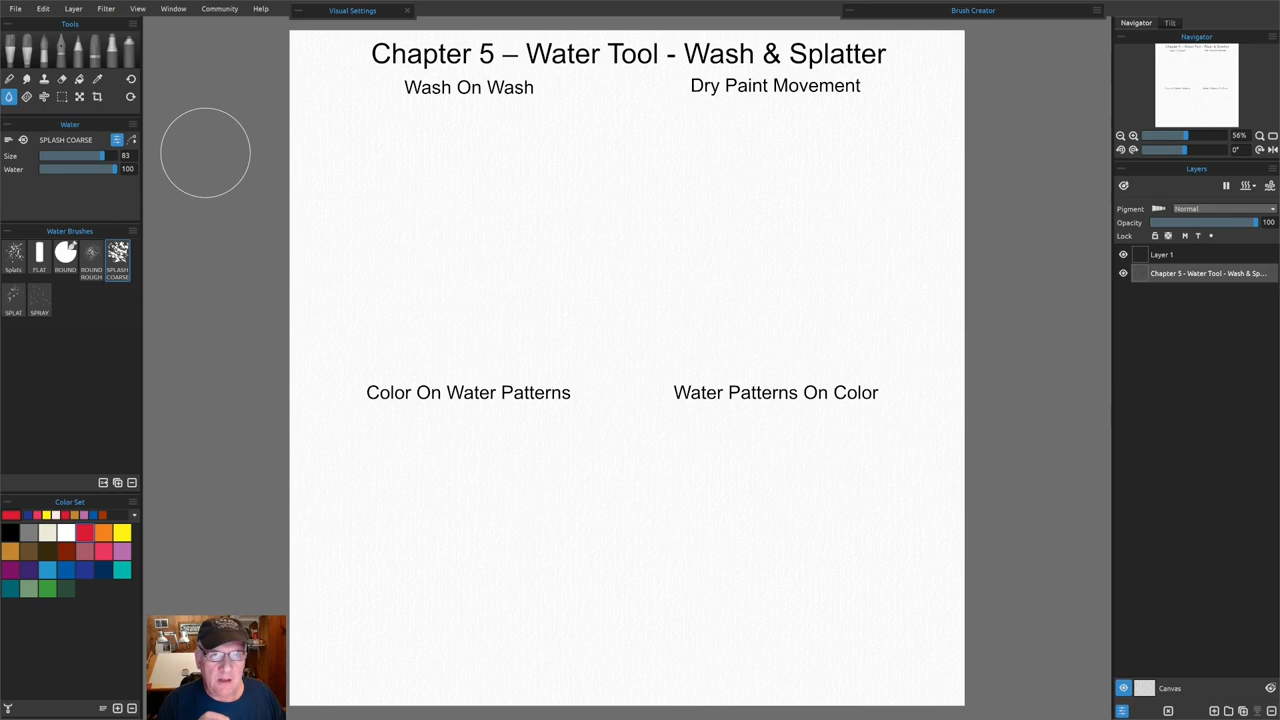 File Edit Layer Filter View Window Community Help
Visual Settings
Brush Creator
Tools
Navigator Tilt
Navigator
Chapter 5 – Water Tool - Wash & Splatter
Wash On Wash
Dry Paint Movement
Water
SPLASH COARSE
Size 83
Water 100
56%
0°
Layers
Pigment Normal
Opacity 100
Lock M T
Layer 1
Chapter 5 - Water Tool - Wash & Sp...
Water Brushes
Splats FLAT ROUND ROUND ROUGH SPLASH COARSE
SPLAT SPRAY
Color On Water Patterns
Water Patterns On Color
Color Set
Canvas